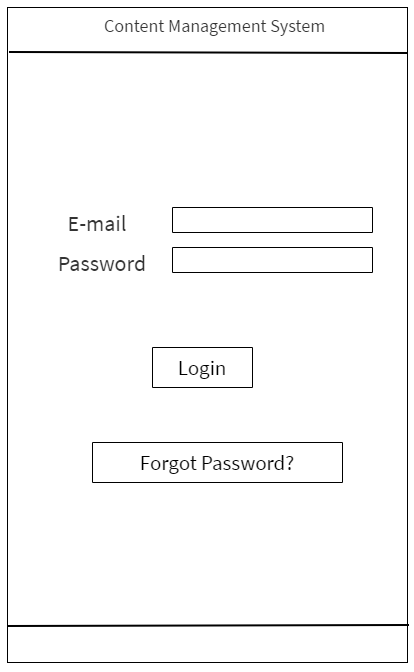 Content Management System
E-mail
Password
Login
Forgot Password?